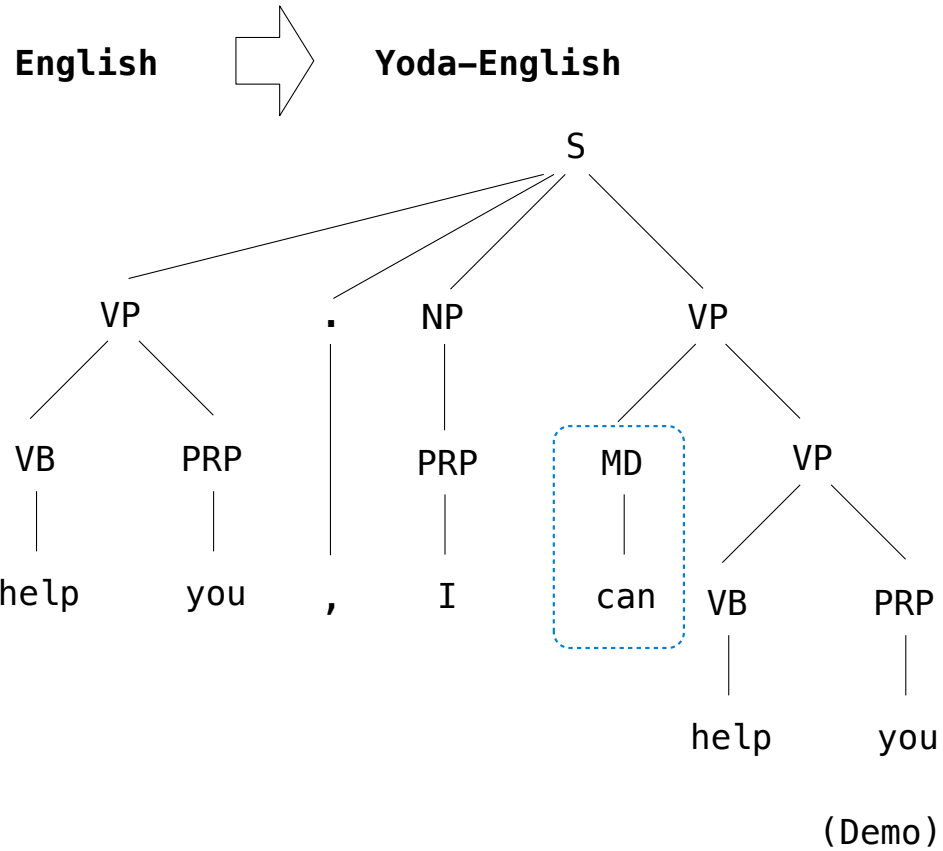 English Yoda–English
S
VP . NP VP
VB PRP PRP MD VP
help you , I can VB PRP
help you
(Demo)